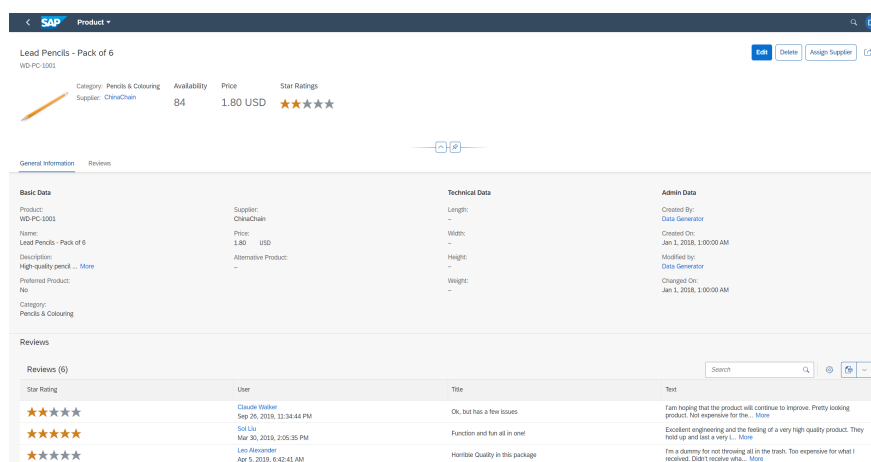 SAP Product
Lead Pencils - Pack of 6
WD-PC-1001
Edit Delete Assign Supplier
Category: Pencils & Colouring
Supplier: ChinaChain
Availability
84
Price
1.80 USD
Star Ratings
General Information Reviews
Basic Data
Product:
WD-PC-1001
Name:
Lead Pencils - Pack of 6
Description:
High-quality pencil ... More
Preferred Product:
No
Category:
Pencils & Colouring
Supplier:
ChinaChain
Price:
1.80 USD
Alternative Product:
–
Technical Data
Length:
–
Width:
–
Height:
–
Weight:
–
Admin Data
Created By:
Data Generator
Created On:
Jan 1, 2018, 1:00:00 AM
Modified by:
Data Generator
Changed On:
Jan 1, 2018, 1:00:00 AM
Reviews
Reviews (6)
Search
Star Rating User Title Text
Claude Walker
Sep 26, 2019, 11:34:44 PM
Ok, but has a few issues
I'am hoping that the product will continue to improve. Pretty looking
product. Not expensive for the... More
Sol Liu
Mar 30, 2019, 2:05:35 PM
Function and fun all in one!
Excellent engineering and the feeling of a very high quality product. They
hold up and last a very l... More
Leo Alexander
Apr 5, 2019, 6:42:41 AM
Horrible Quality in this package
I'm a dummy for not throwing all in the trash. Too expensive for what I
received. Didn't receive wha... More